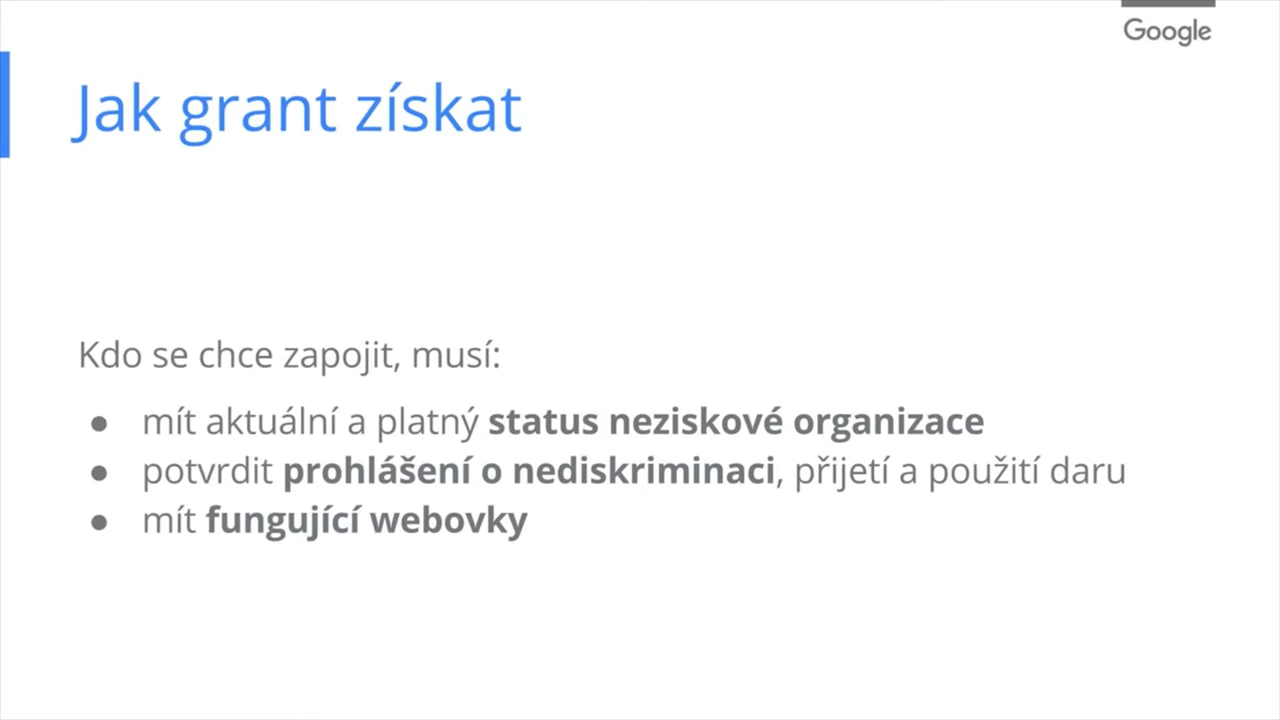 Google
Jak grant získat
Kdo se chce zapojit, musí:
● mít aktuální a platný status neziskové organizace
● potvrdit prohlášení o nediskriminaci, přijetí a použití daru
● mít fungující webovky